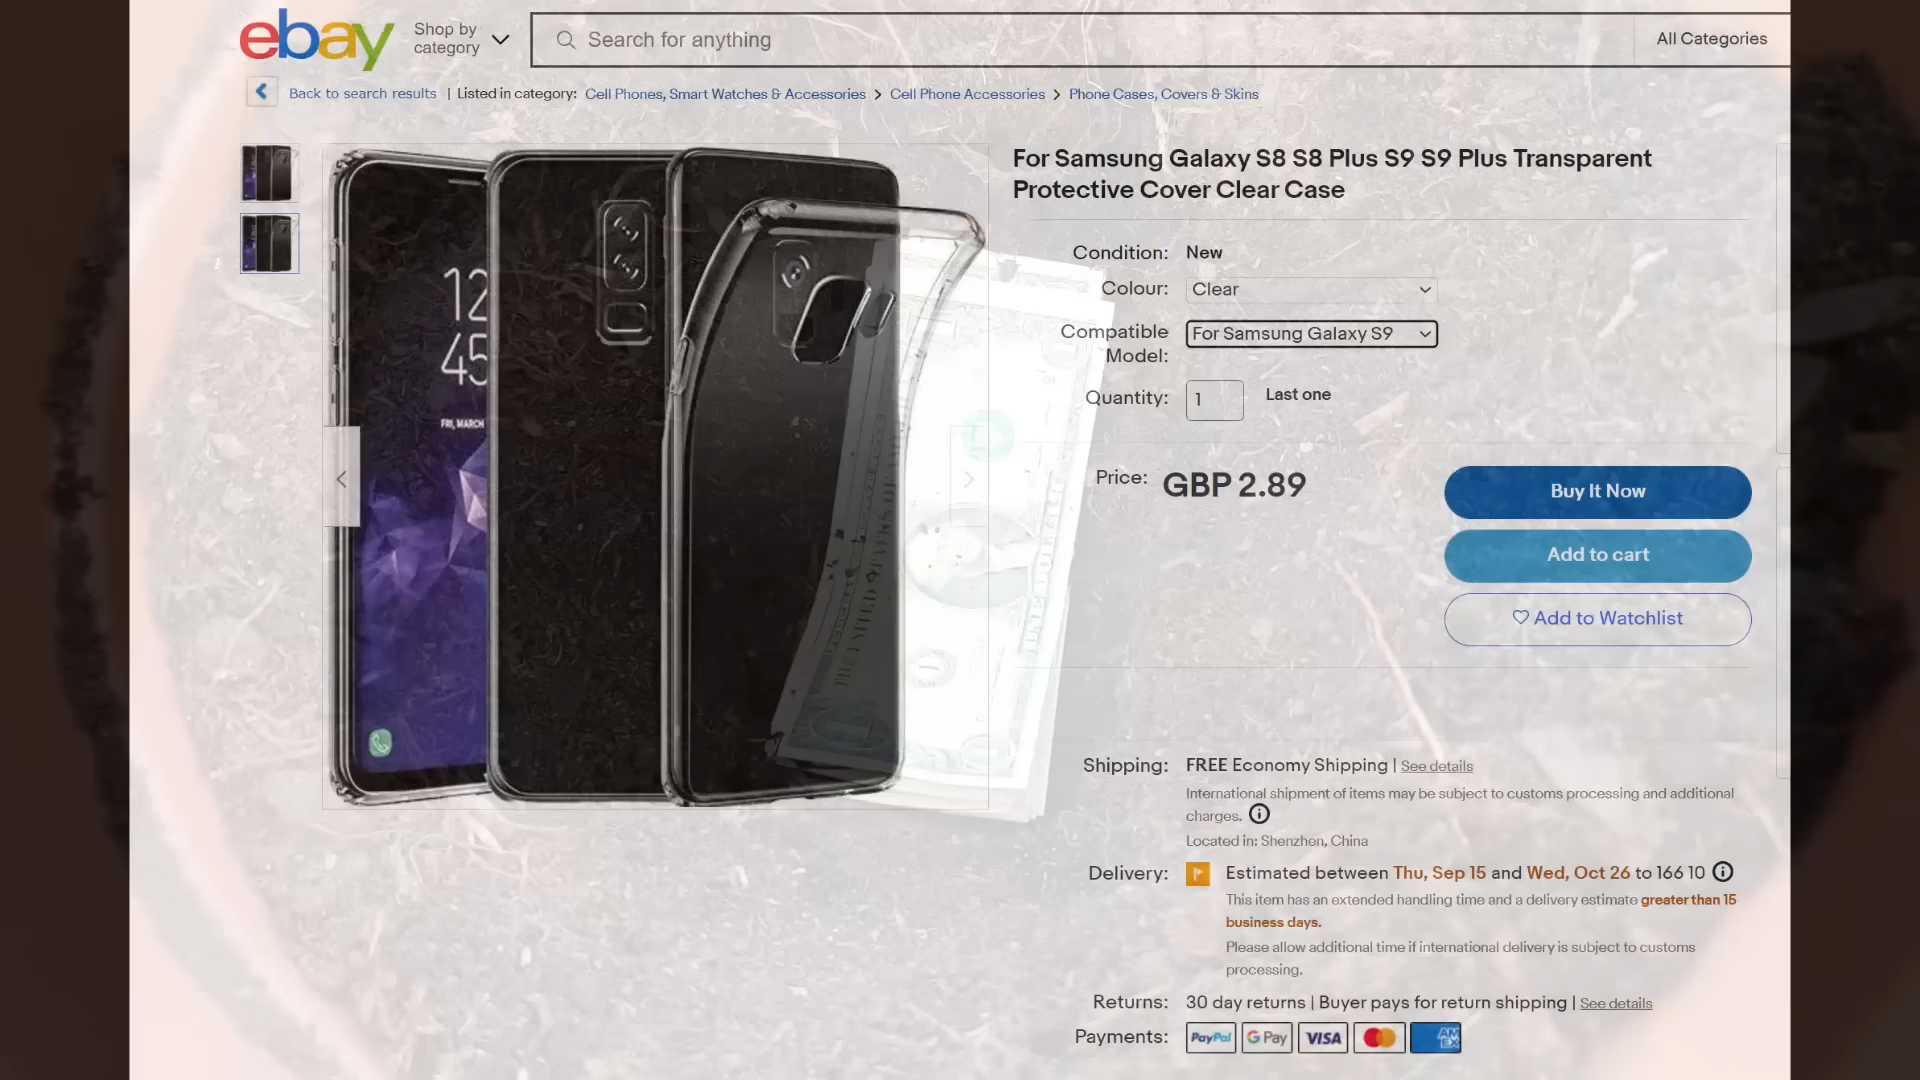 ebay
Shop by
category
Search for anything
All Categories
Back to search results | Listed in category: Cell Phones, Smart Watches & Accessories > Cell Phone Accessories > Phone Cases, Covers & Skins
For Samsung Galaxy S8 S8 Plus S9 S9 Plus Transparent
Protective Cover Clear Case
Condition: New
Colour: Clear
Compatible
Model: For Samsung Galaxy S9
Quantity: 1 Last one
12
45
FRI, MARCH
Price: GBP 2.89
Buy It Now
Add to cart
Add to Watchlist
Shipping: FREE Economy Shipping | See details
International shipment of items may be subject to customs processing and additional
charges.
Located in: Shenzhen, China
Delivery: Estimated between Thu, Sep 15 and Wed, Oct 26 to 166 10
This item has an extended handling time and a delivery estimate greater than 15
business days.
Please allow additional time if international delivery is subject to customs
processing.
Returns: 30 day returns | Buyer pays for return shipping | See details
Payments: PayPal G Pay VISA AMEX